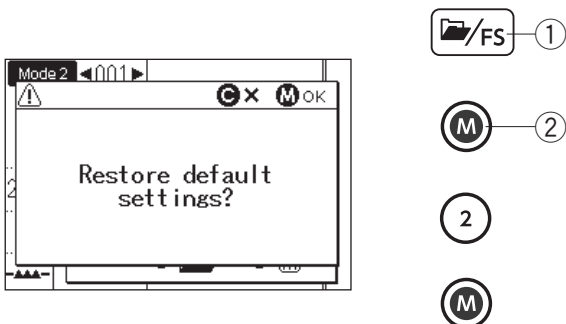 Mode 2 ◀001▶
C × M OK
Restore default
settings?
2
/FS 1
M 2
2
M